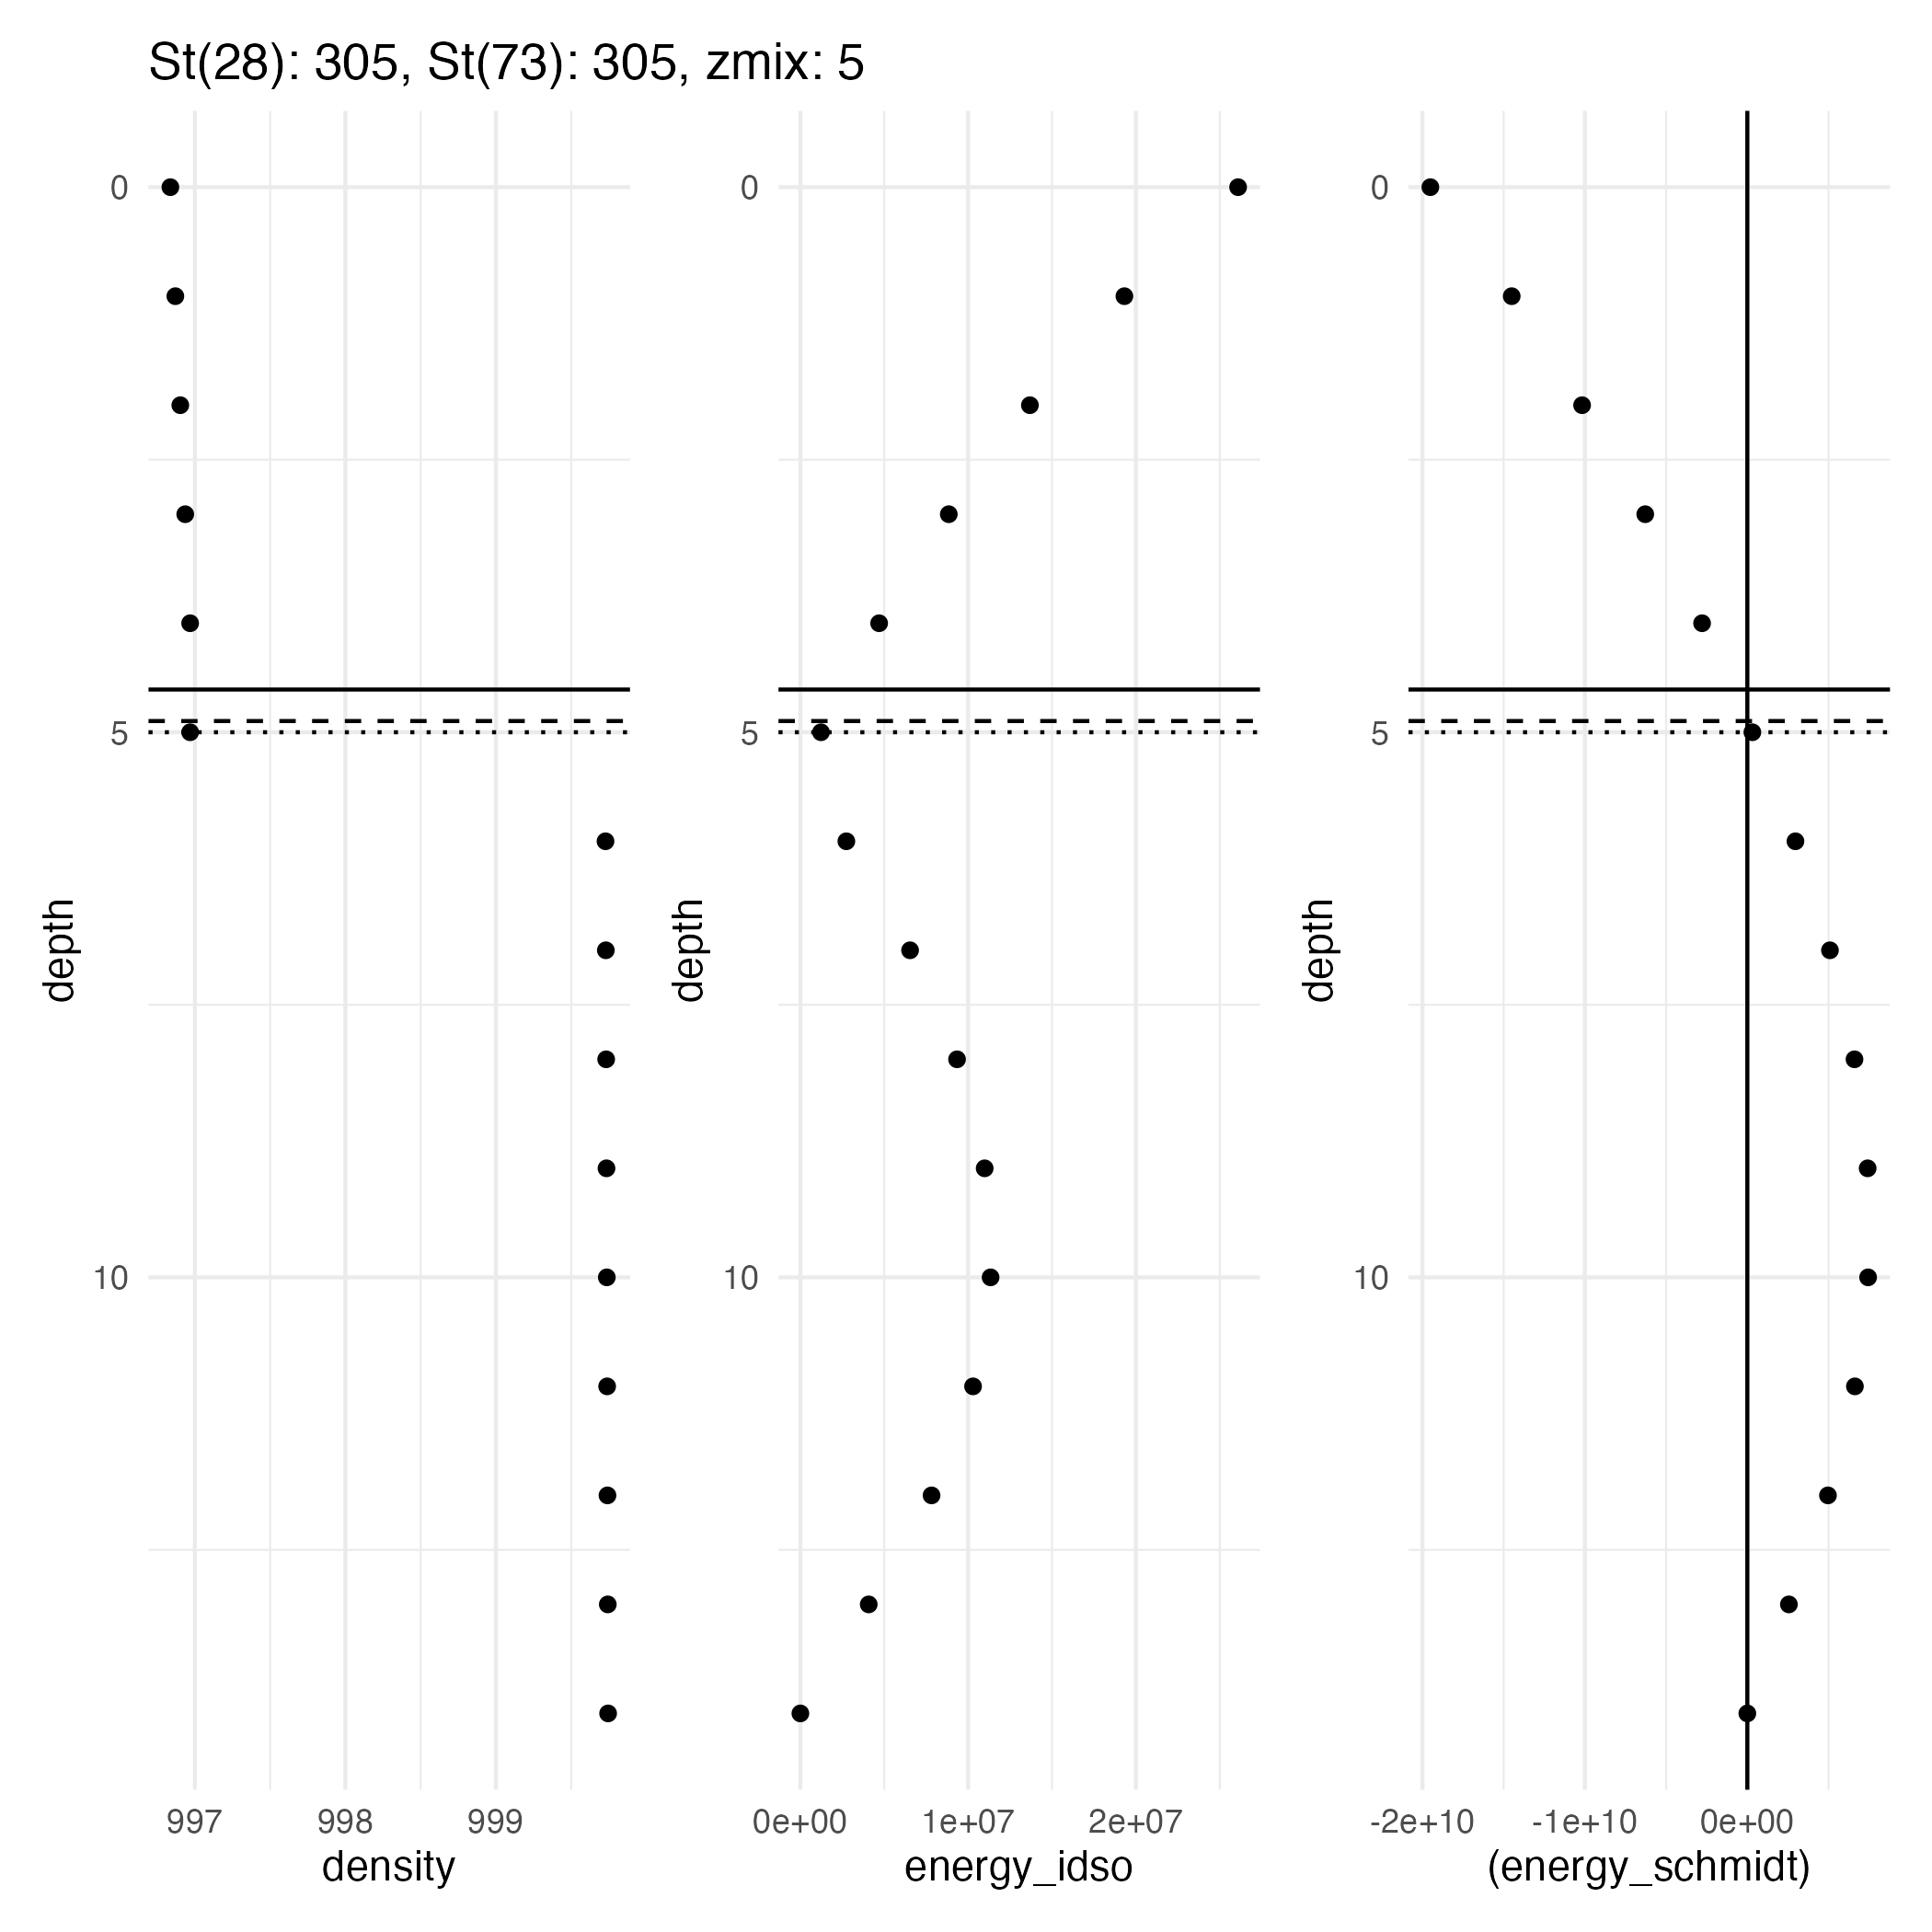 St(28): 305, St(73): 305, zmix: 5
0
5
10
depth
997 998 999
density
0
5
10
depth
0e+00 1e+07 2e+07
energy_idso
0
5
10
depth
-2e+10 -1e+10 0e+00
(energy_schmidt)